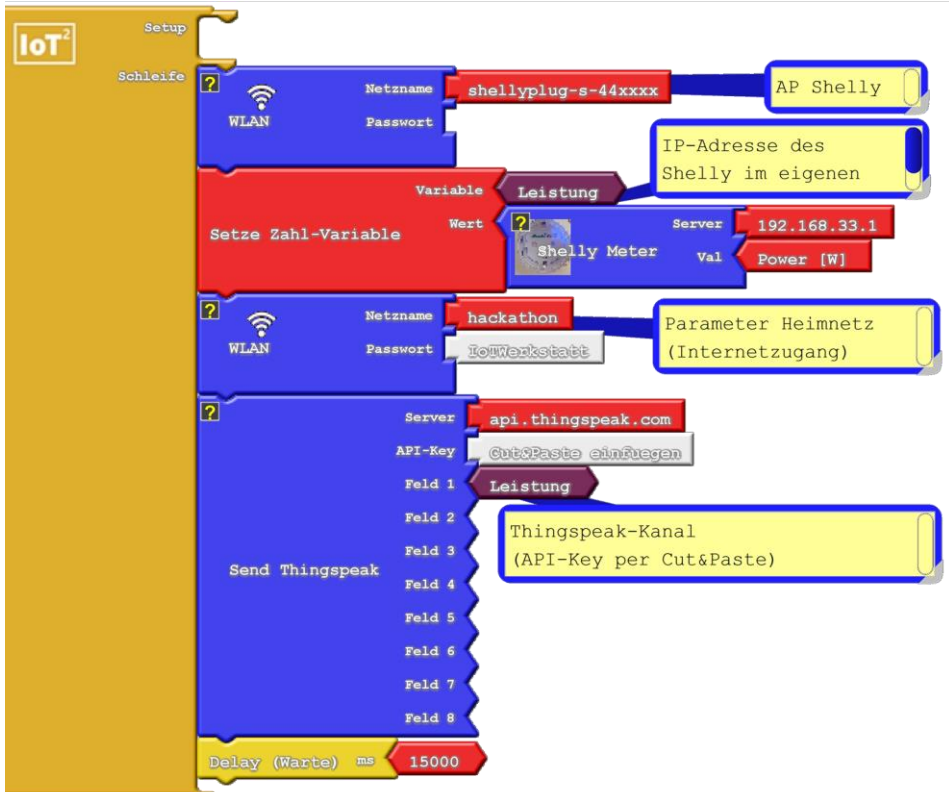 IoT²
Setup
Schleife
?
WLAN
Netzname
shellyplug-s-44xxxx
Passwort
AP Shelly
IP-Adresse des
Shelly im eigenen
Setze Zahl-Variable
Variable
Leistung
Wert
?
Shelly Meter
Server
192.168.33.1
Val
Power [W]
?
WLAN
Netzname
hackathon
Passwort
IoTWerkstatt
Parameter Heimnetz
(Internetzugang)
?
Send Thingspeak
Server
api.thingspeak.com
API-Key
Cut&Paste einfuegen
Feld 1
Leistung
Feld 2
Feld 3
Feld 4
Feld 5
Feld 6
Feld 7
Feld 8
Thingspeak-Kanal
(API-Key per Cut&Paste)
Delay (Warte) ms
15000